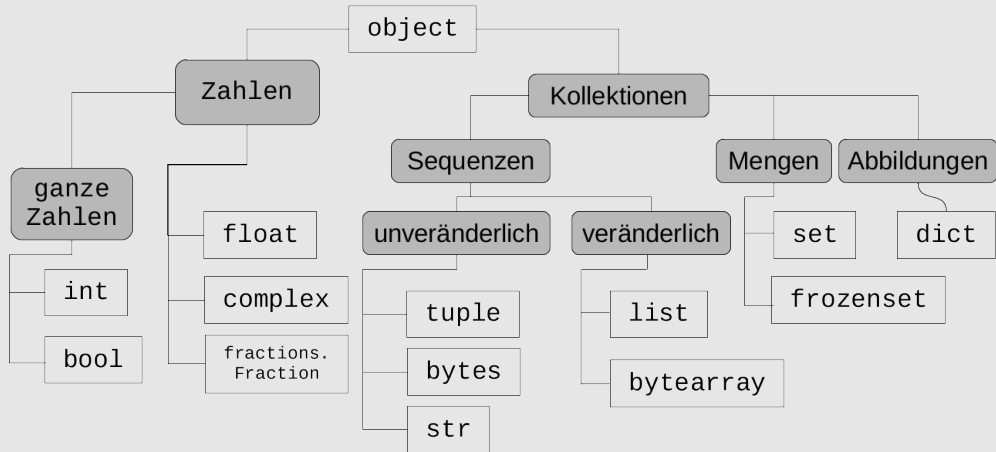 object
Zahlen
Kollektionen
Sequenzen
Mengen
Abbildungen
ganze
Zahlen
float
unveränderlich
veränderlich
set
dict
int
complex
tuple
list
frozenset
bool
fractions.
Fraction
bytes
bytearray
str